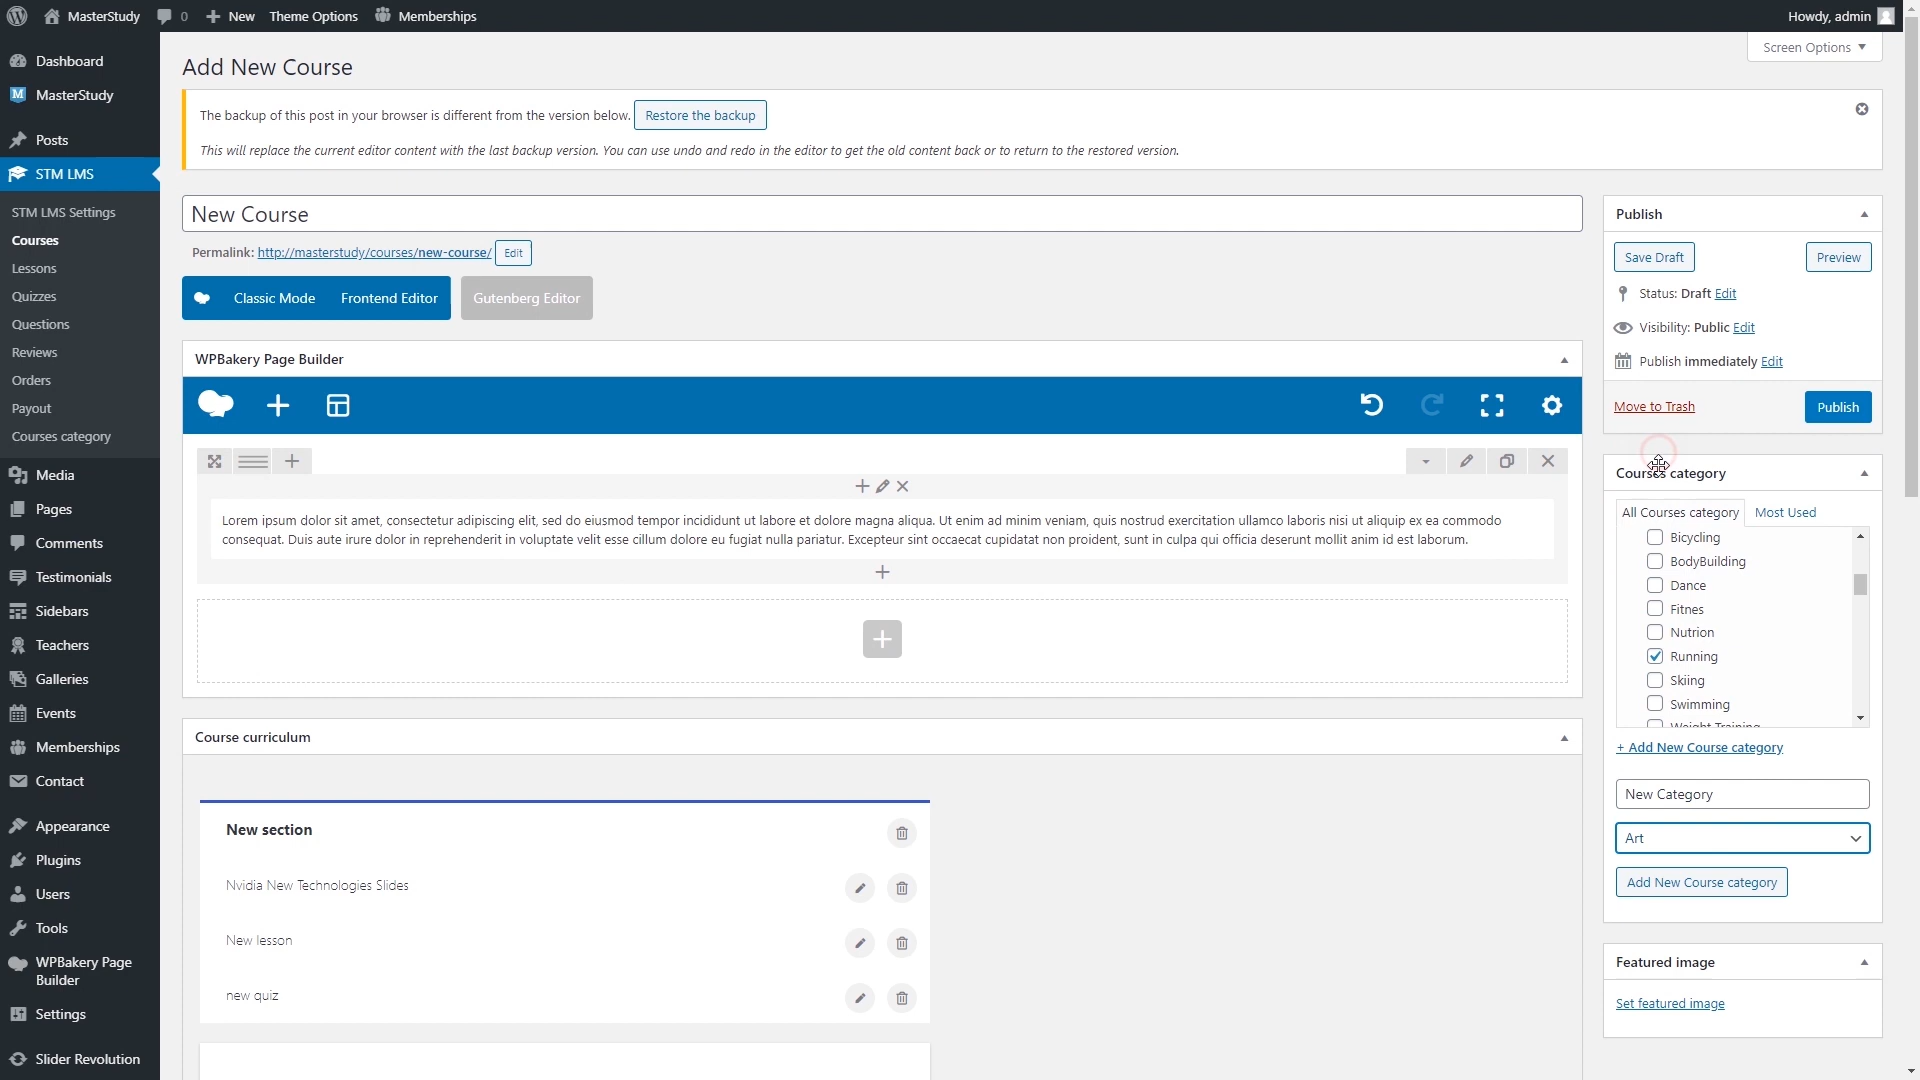 MasterStudy
0
New
Theme Options
Memberships
Howdy, admin
Screen Options
Dashboard
MasterStudy
Posts
STM LMS
STM LMS Settings
Courses
Lessons
Quizzes
Questions
Reviews
Orders
Payout
Courses category
Media
Pages
Comments
Testimonials
Sidebars
Teachers
Galleries
Events
Memberships
Contact
Appearance
Plugins
Users
Tools
WPBakery Page
Builder
Settings
Slider Revolution
Add New Course
The backup of this post in your browser is different from the version below. Restore the backup
This will replace the current editor content with the last backup version. You can use undo and redo in the editor to get the old content back or to return to the restored version.
New Course
Permalink: http://masterstudy/courses/new-course/ Edit
Classic Mode
Frontend Editor
Gutenberg Editor
WPBakery Page Builder
Lorem ipsum dolor sit amet, consectetur adipiscing elit, sed do eiusmod tempor incididunt ut labore et dolore magna aliqua. Ut enim ad minim veniam, quis nostrud exercitation ullamco laboris nisi ut aliquip ex ea commodo
consequat. Duis aute irure dolor in reprehenderit in voluptate velit esse cillum dolore eu fugiat nulla pariatur. Excepteur sint occaecat cupidatat non proident, sunt in culpa qui officia deserunt mollit anim id est laborum.
Course curriculum
New section
Nvidia New Technologies Slides
New lesson
new quiz
Publish
Save Draft
Preview
Status: Draft Edit
Visibility: Public Edit
Publish immediately Edit
Move to Trash
Publish
Courses category
All Courses category
Most Used
Bicycling
BodyBuilding
Dance
Fitnes
Nutrion
Running
Skiing
Swimming
Weight Training
+ Add New Course category
New Category
Art
Add New Course category
Featured image
Set featured image